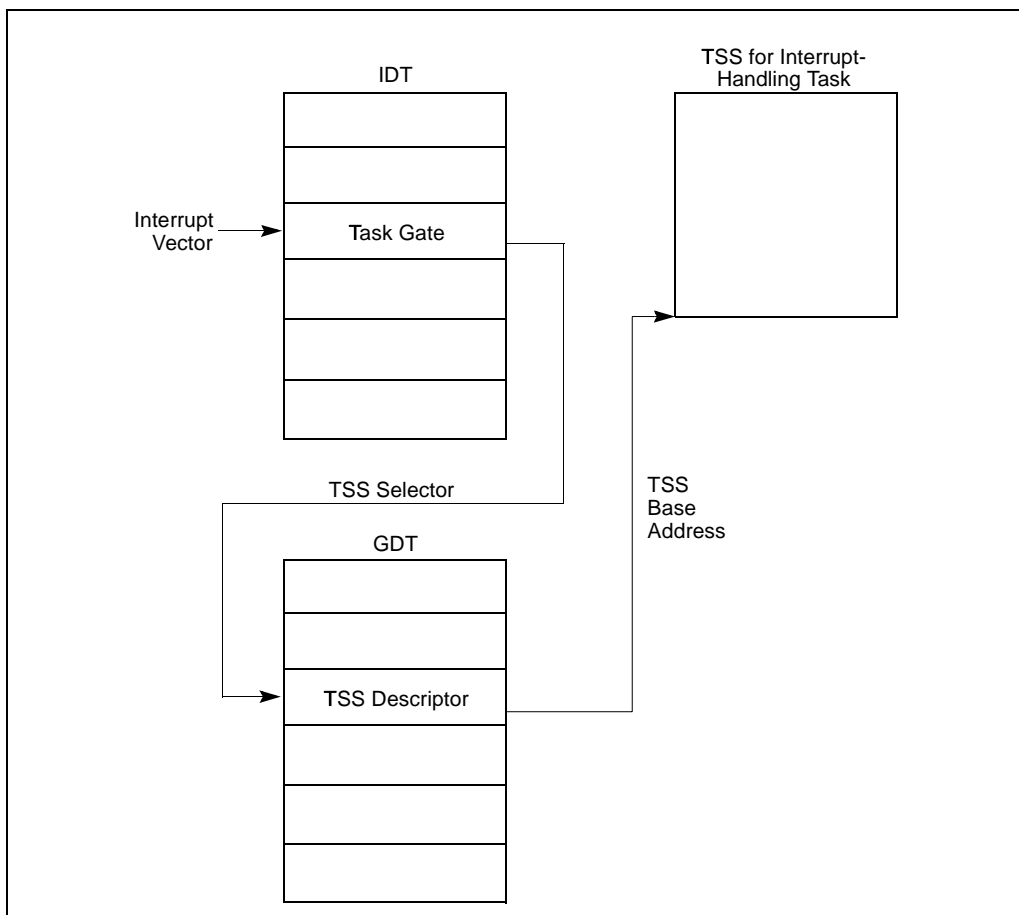 IDT
TSS for Interrupt-
Handling Task
Interrupt
Vector
Task Gate
TSS Selector
TSS
Base
Address
GDT
TSS Descriptor